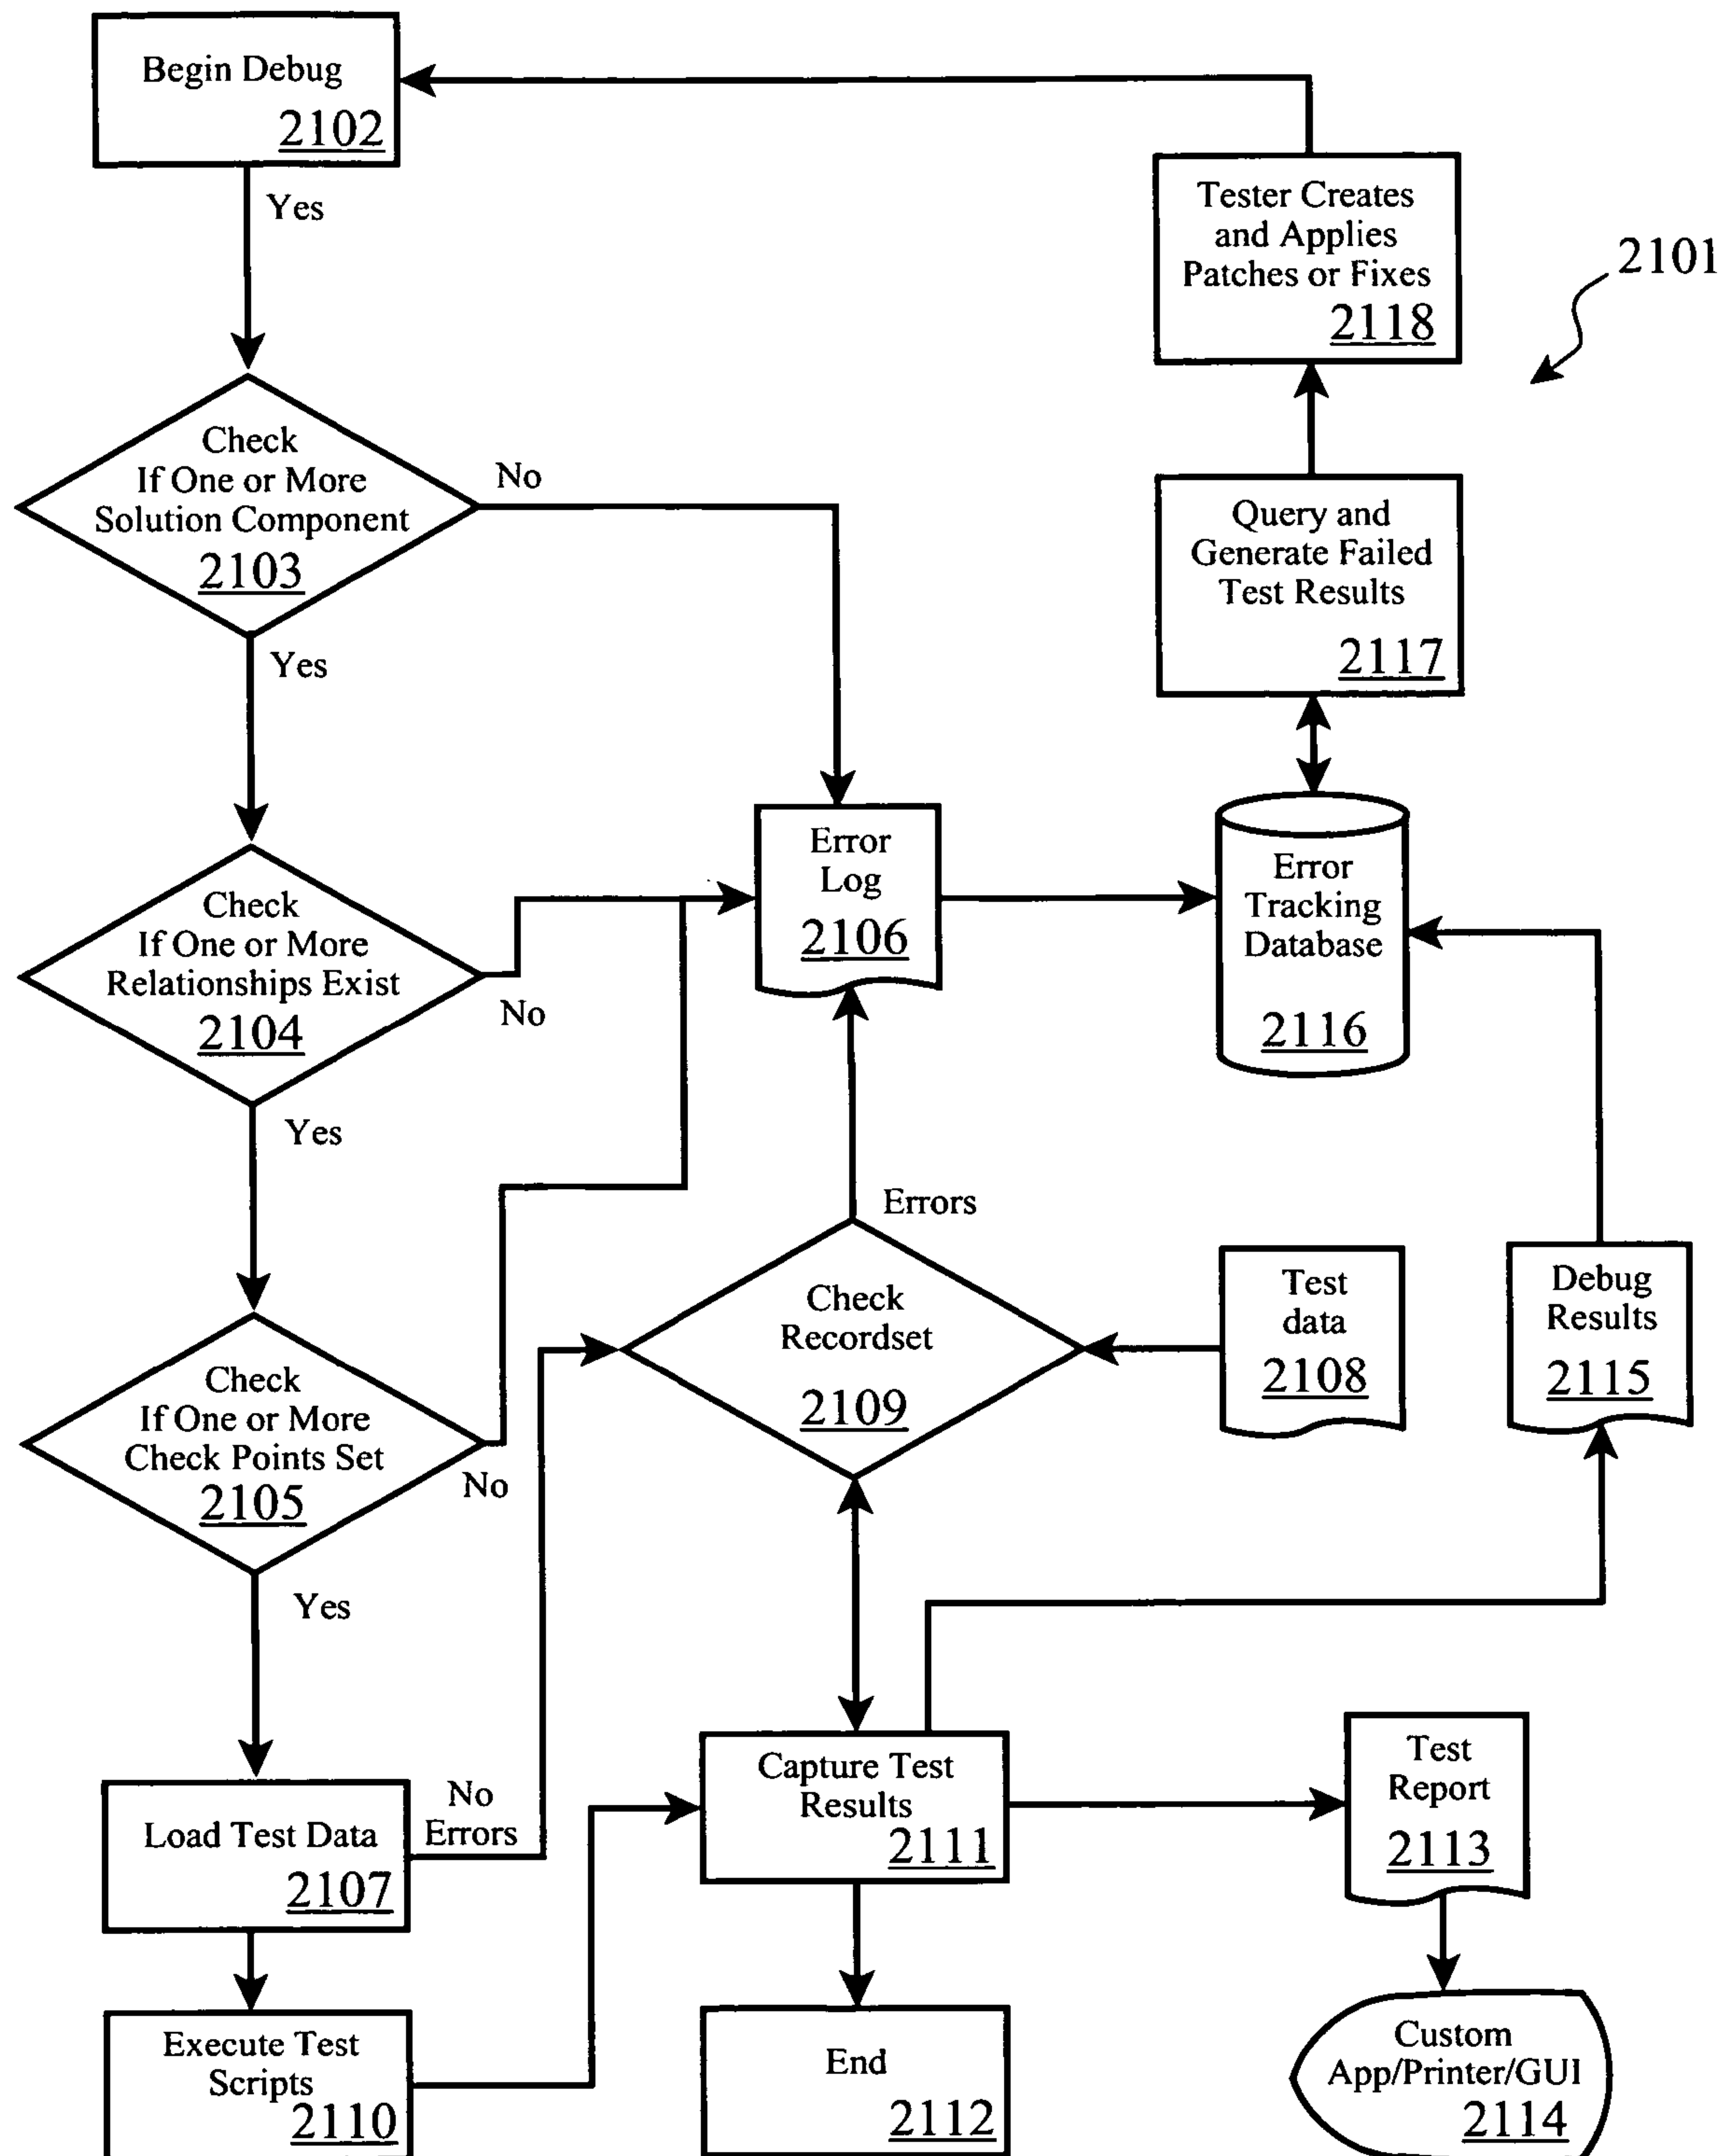 Begin Debug
2102
Yes
Tester Creates
and Applies
Patches or Fixes
2118
2101
Check
If One or More
Solution Component
2103
No
Yes
Query and
Generate Failed
Test Results
2117
Check
If One or More
Relationships Exist
2104
No
Yes
Error
Log
2106
Error
Tracking
Database
2116
Errors
Check
Recordset
2109
Test
data
2108
Debug
Results
2115
Check
If One or More
Check Points Set
2105
No
Yes
Load Test Data
2107
No
Errors
Capture Test
Results
2111
Test
Report
2113
Execute Test
Scripts
2110
End
2112
Custom
App/Printer/GUI
2114